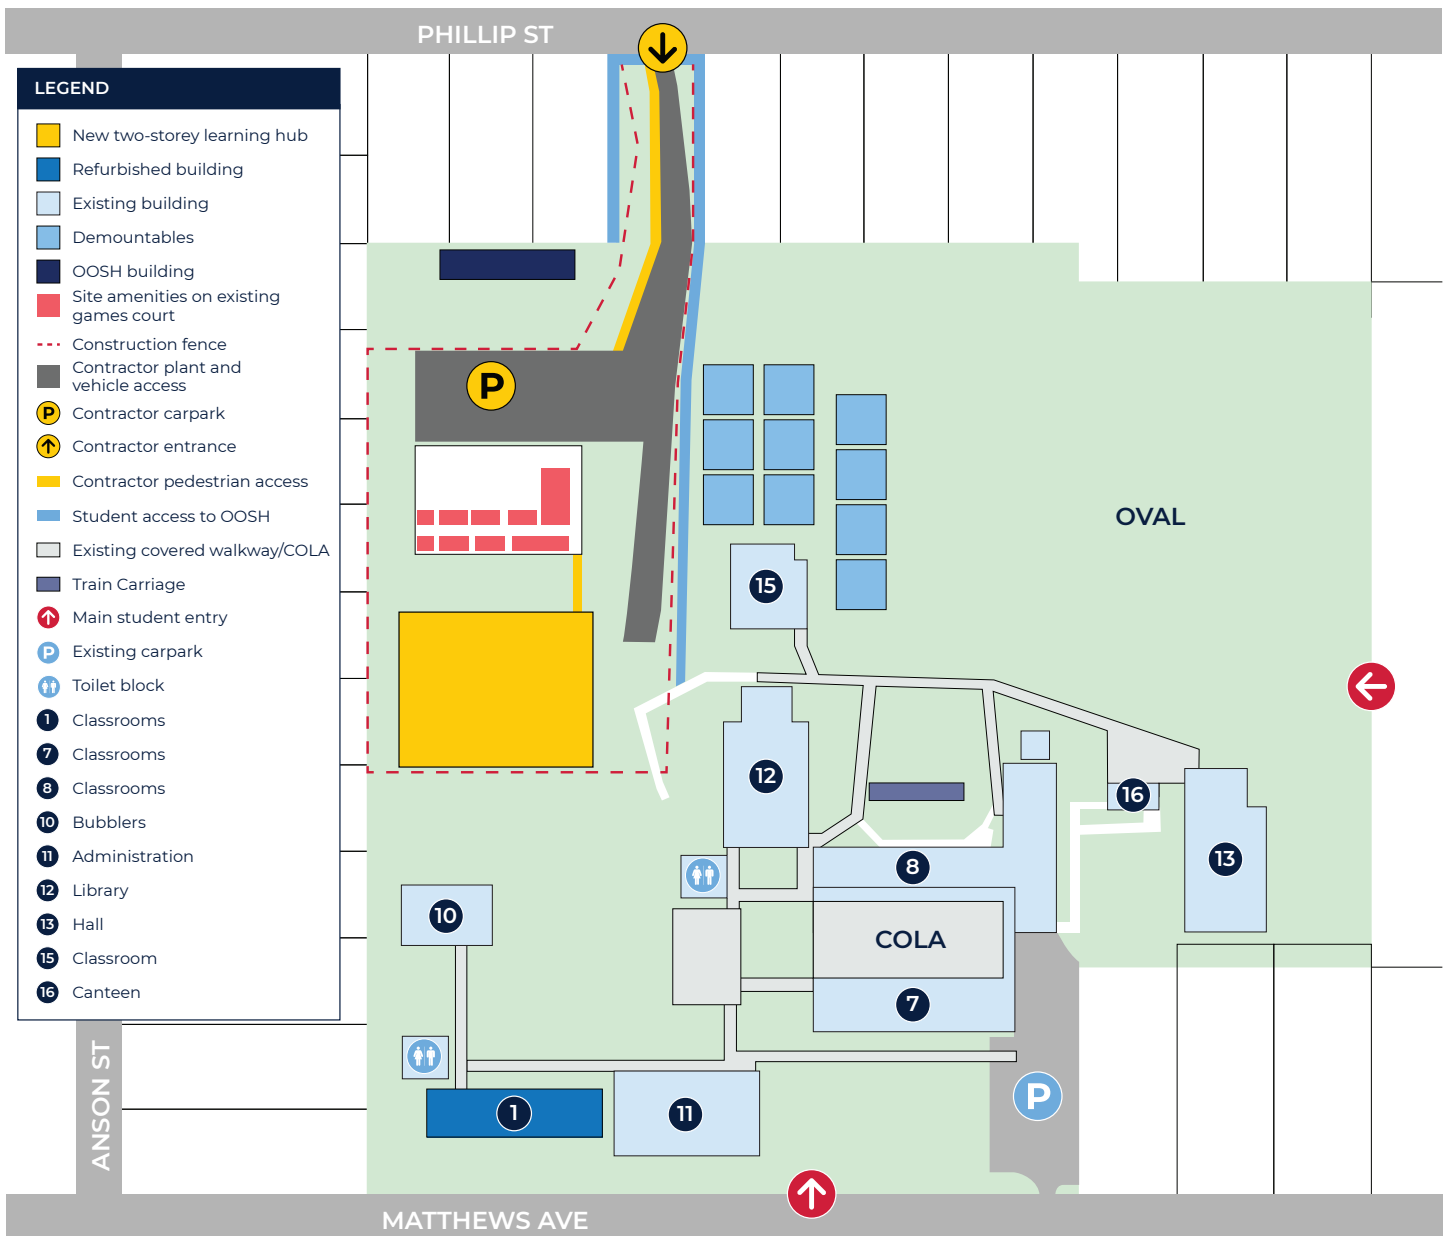 PHILLIP ST
LEGEND
New two-storey learning hub
Refurbished building
Existing building
Demountables
OOSH building
Site amenities on existing
games court
Construction fence
Contractor plant and
vehicle access
P Contractor carpark
Contractor entrance
Contractor pedestrian access
Student access to OOSH
Existing covered walkway/COLA
Train Carriage
Main student entry
P Existing carpark
Toilet block
1 Classrooms
7 Classrooms
8 Classrooms
10 Bubblers
11 Administration
12 Library
13 Hall
15 Classroom
16 Canteen
P
OVAL
15
12
16
13
8
10
COLA
7
P
1
11
ANSON ST
MATTHEWS AVE